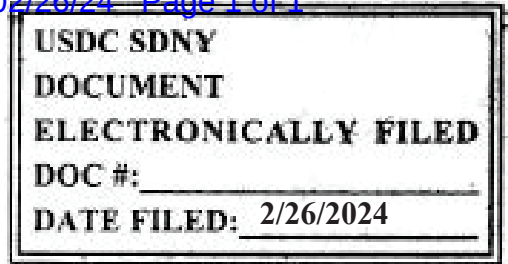 02/26/24 Page 1 of 1
USDC SDNY
DOCUMENT
ELECTRONICALLY FILED
DOC #:
DATE FILED: 2/26/2024